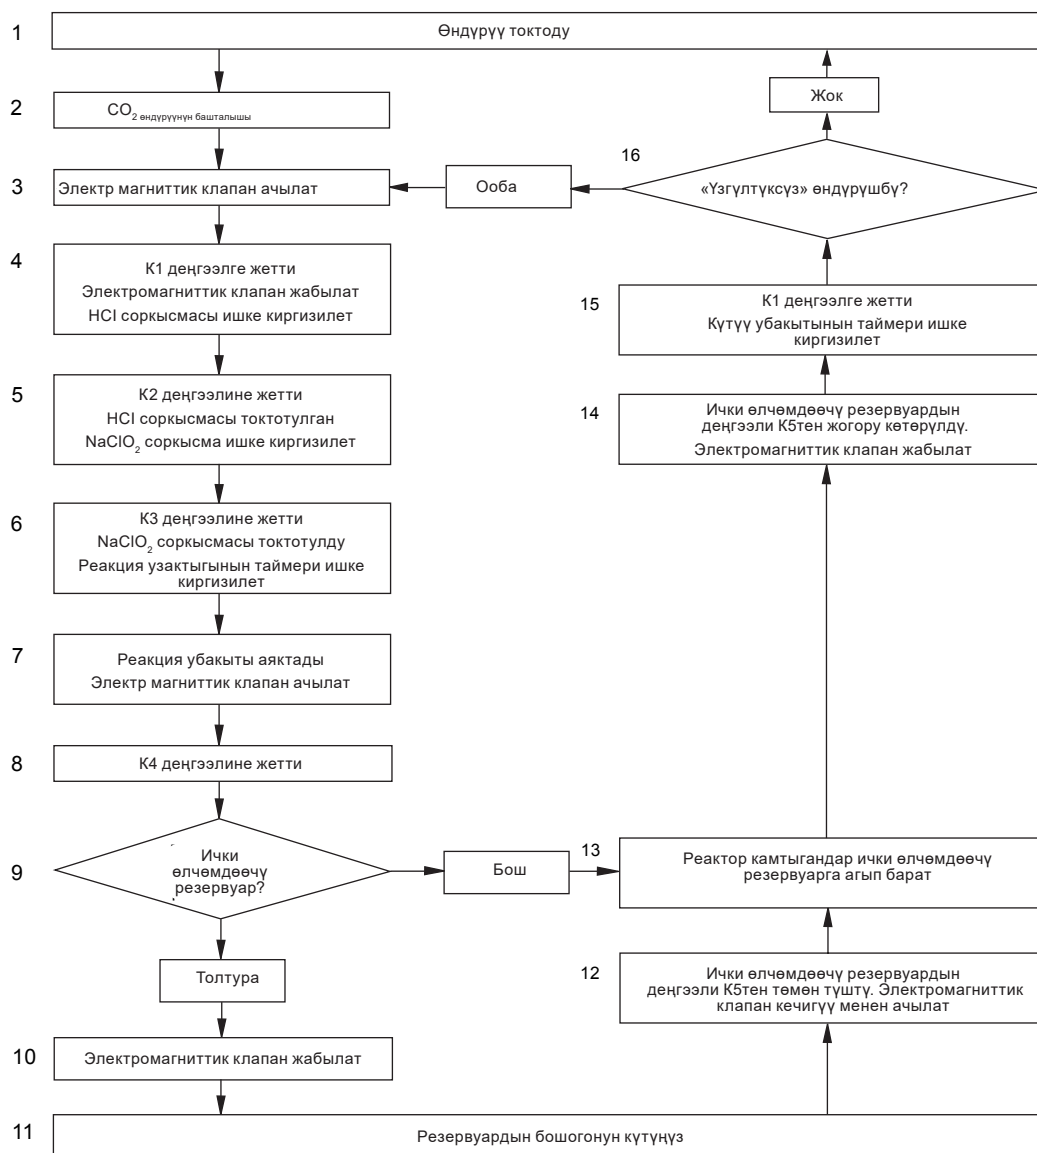 1
Өндүрүү токтоду
2
CO2 өндүрүүнүн башталышы
3
Электр магниттик клапан ачылат
Ооба
16
«Үзгүлтүксүз» өндүрүшбү?
Жок
4
К1 деңгээлге жетти
Электромагниттик клапан жабылат
HCl соркысмасы ишке киргизилет
5
К2 деңгээлине жетти
HCl соркысмасы токтотулган
NaClO2 соркысма ишке киргизилет
6
К3 деңгээлине жетти
NaClO2 соркысмасы токтотулду
Реакция узактыгынын таймери ишке
киргизилет
7
Реакция убакыты аяктады
Электр магниттик клапан ачылат
8
К4 деңгээлине жетти
9
Ички
өлчөмдөөчү
резервуар?
Бош
Толтура
10
Электромагниттик клапан жабылат
11
Резервуардын бошогонун күтүңүз
12
Ички өлчөмдөөчү резервуардын
деңгээли К5тен төмөн түштү. Электромагниттик
клапан кечигүү менен ачылат
13
Реактор камтыгандар ички өлчөмдөөчү
резервуарга агып барат
14
Ички өлчөмдөөчү резервуардын
деңгээли К5тен жогору көтөрүлдү.
Электромагниттик клапан жабылат
15
К1 деңгээлге жетти
Күтүү убакытынын таймери ишке
киргизилет